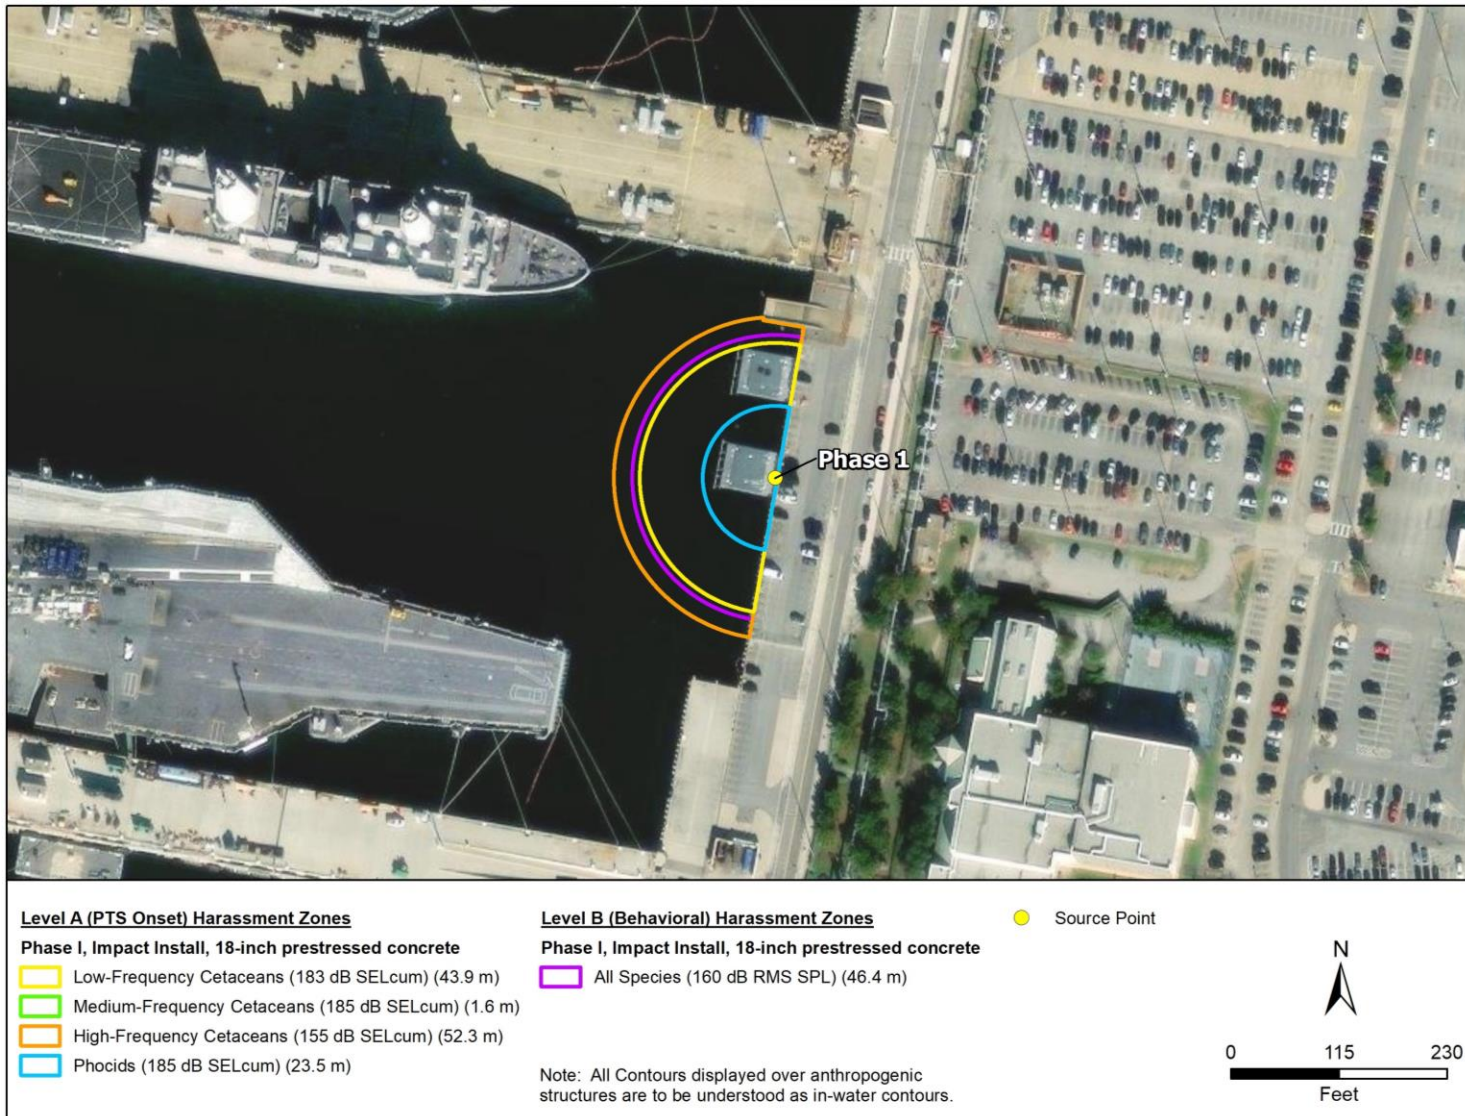 Phase 1
Level A (PTS Onset) Harassment Zones
Phase I, Impact Install, 18-inch prestressed concrete
Low-Frequency Cetaceans (183 dB SELcum) (43.9 m)
Medium-Frequency Cetaceans (185 dB SELcum) (1.6 m)
High-Frequency Cetaceans (155 dB SELcum) (52.3 m)
Phocids (185 dB SELcum) (23.5 m)
Level B (Behavioral) Harassment Zones
Phase I, Impact Install, 18-inch prestressed concrete
All Species (160 dB RMS SPL) (46.4 m)
Note: All Contours displayed over anthropogenic
structures are to be understood as in-water contours.
Source Point
N
0 115 230
Feet